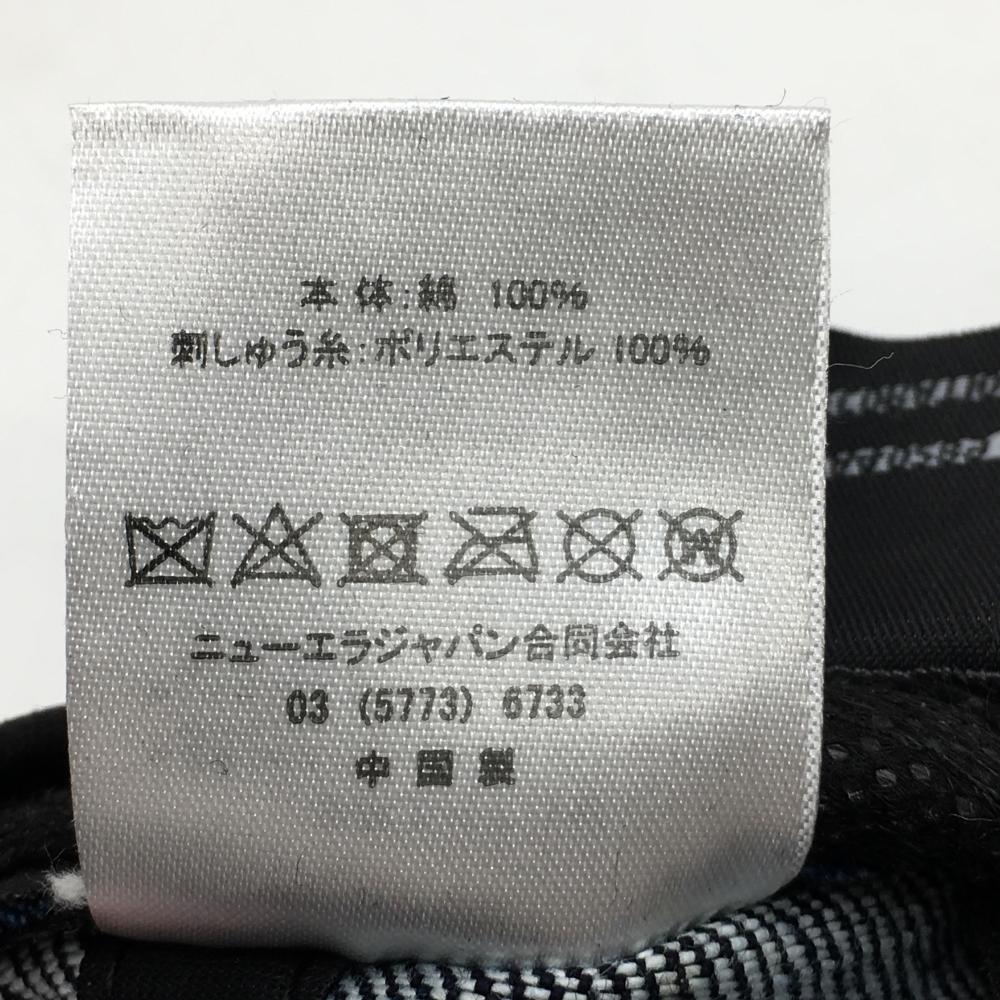 本体:綿 100%
刺しゅう糸:ポリエステル 100%
ニューエラジャパン合同会社
03 (5773) 6733
中国製